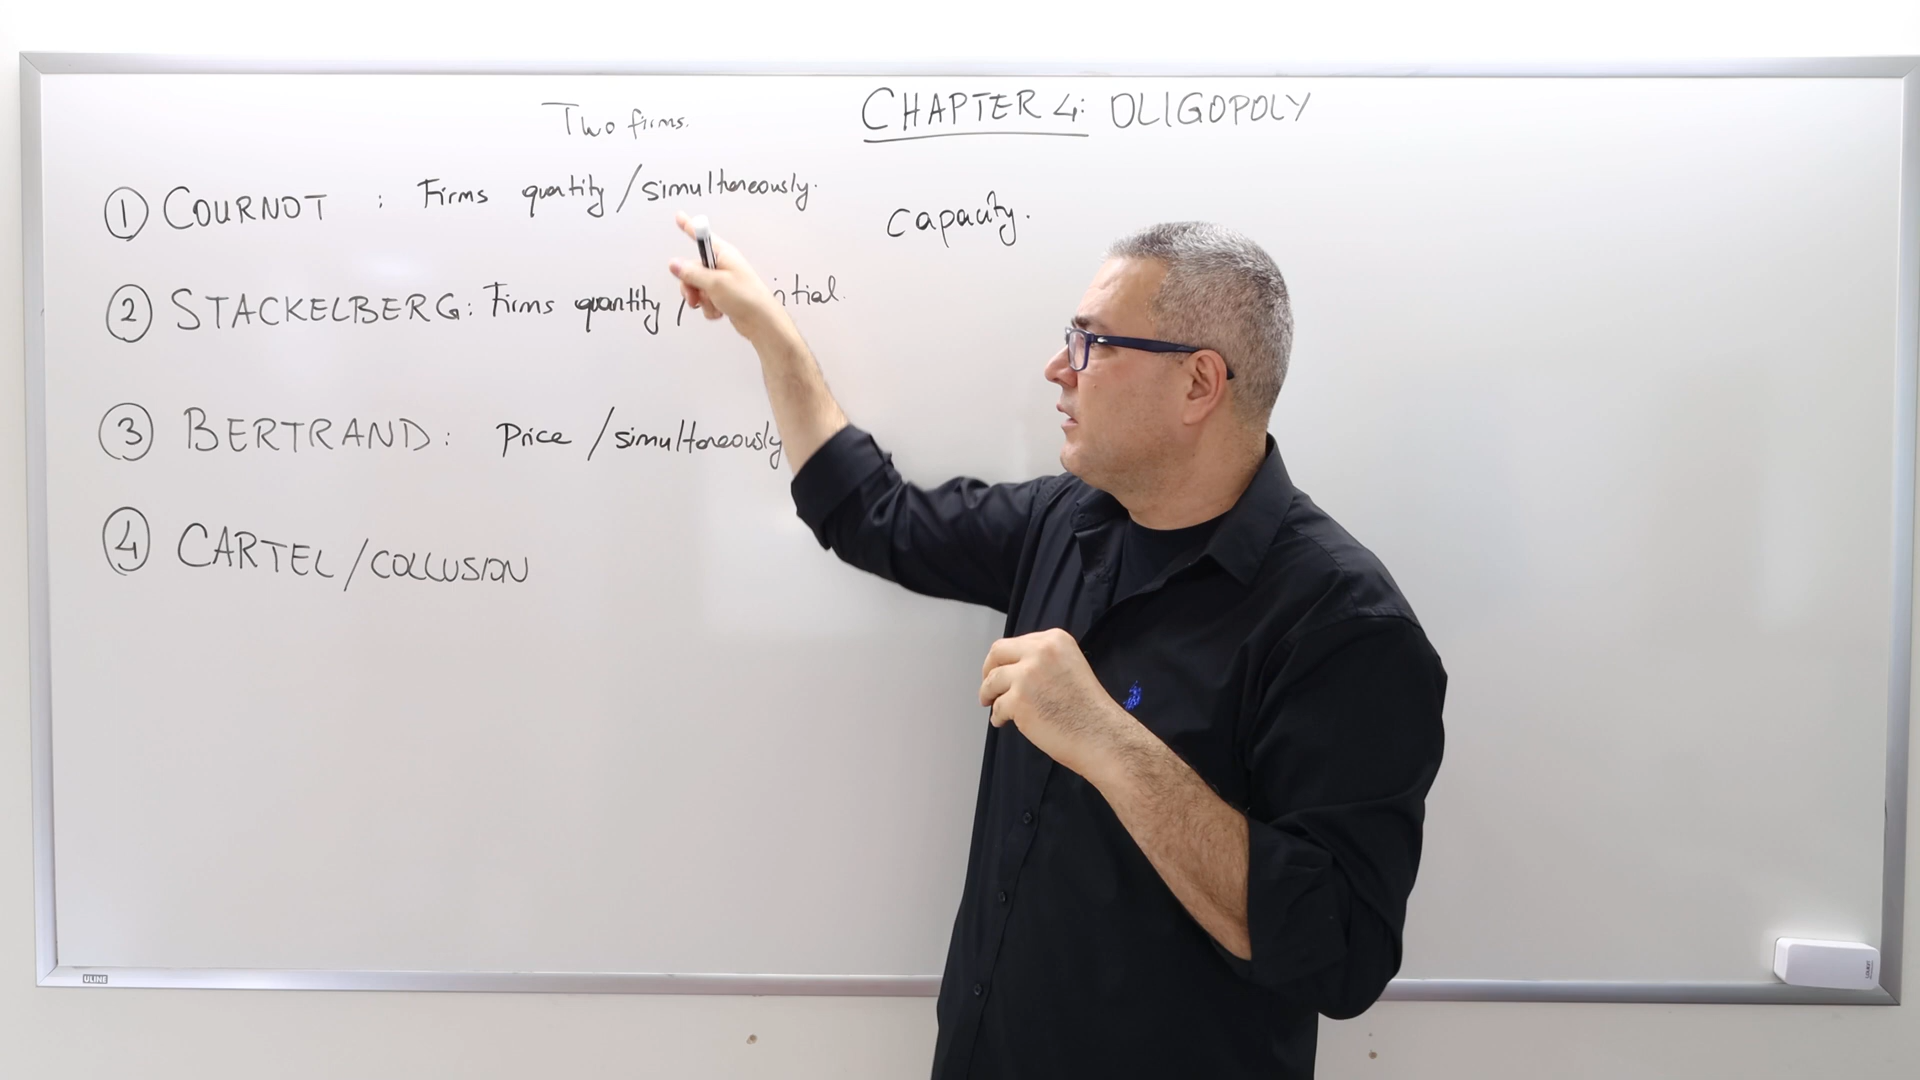 Two firms.
CHAPTER 4: OLIGOPOLY
① COURNOT : Firms quantity / simultaneously.
capacity.
② STACKELBERG: Firms quantity / ntial.
③ BERTRAND: Price / simultaneously
④ CARTEL / COLLUSION
ULINE